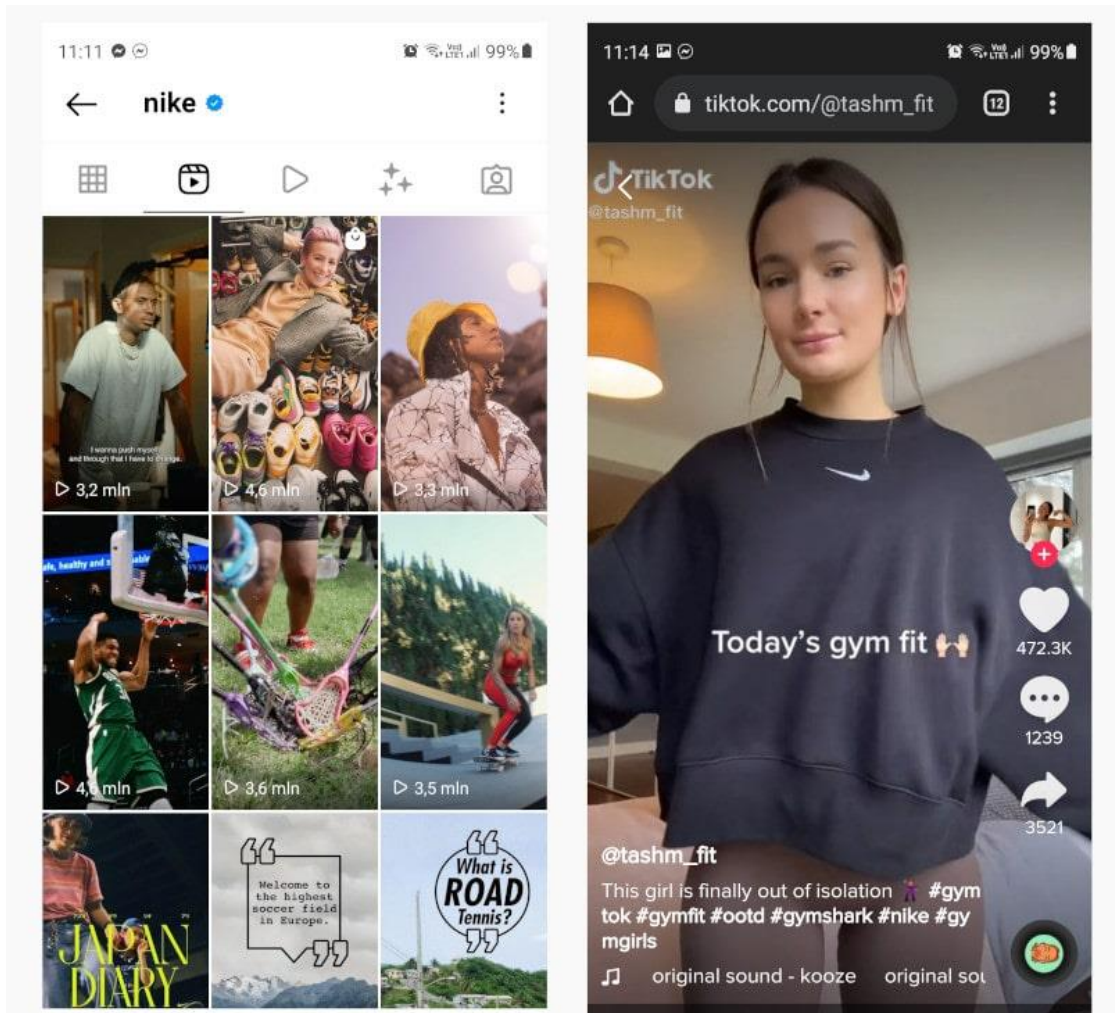 11:11
99%
nike
I wanna push myself
and through that I have to change.
3,2 mln
4,6 mln
3,3 mln
4,6 mln
3,6 mln
3,5 mln
JAPAN
DIARY
Welcome to
the highest
soccer field
in Europe.
What is
ROAD
Tennis?
11:14
99%
tiktok.com/@tashm_fit
12
TikTok
@tashm_fit
Today's gym fit 🙌🏻
472.3K
1239
3521
@tashm_fit
This girl is finally out of isolation #gym
tok #gymfit #ootd #gymshark #nike #gy
mgirls
original sound - kooze original sou